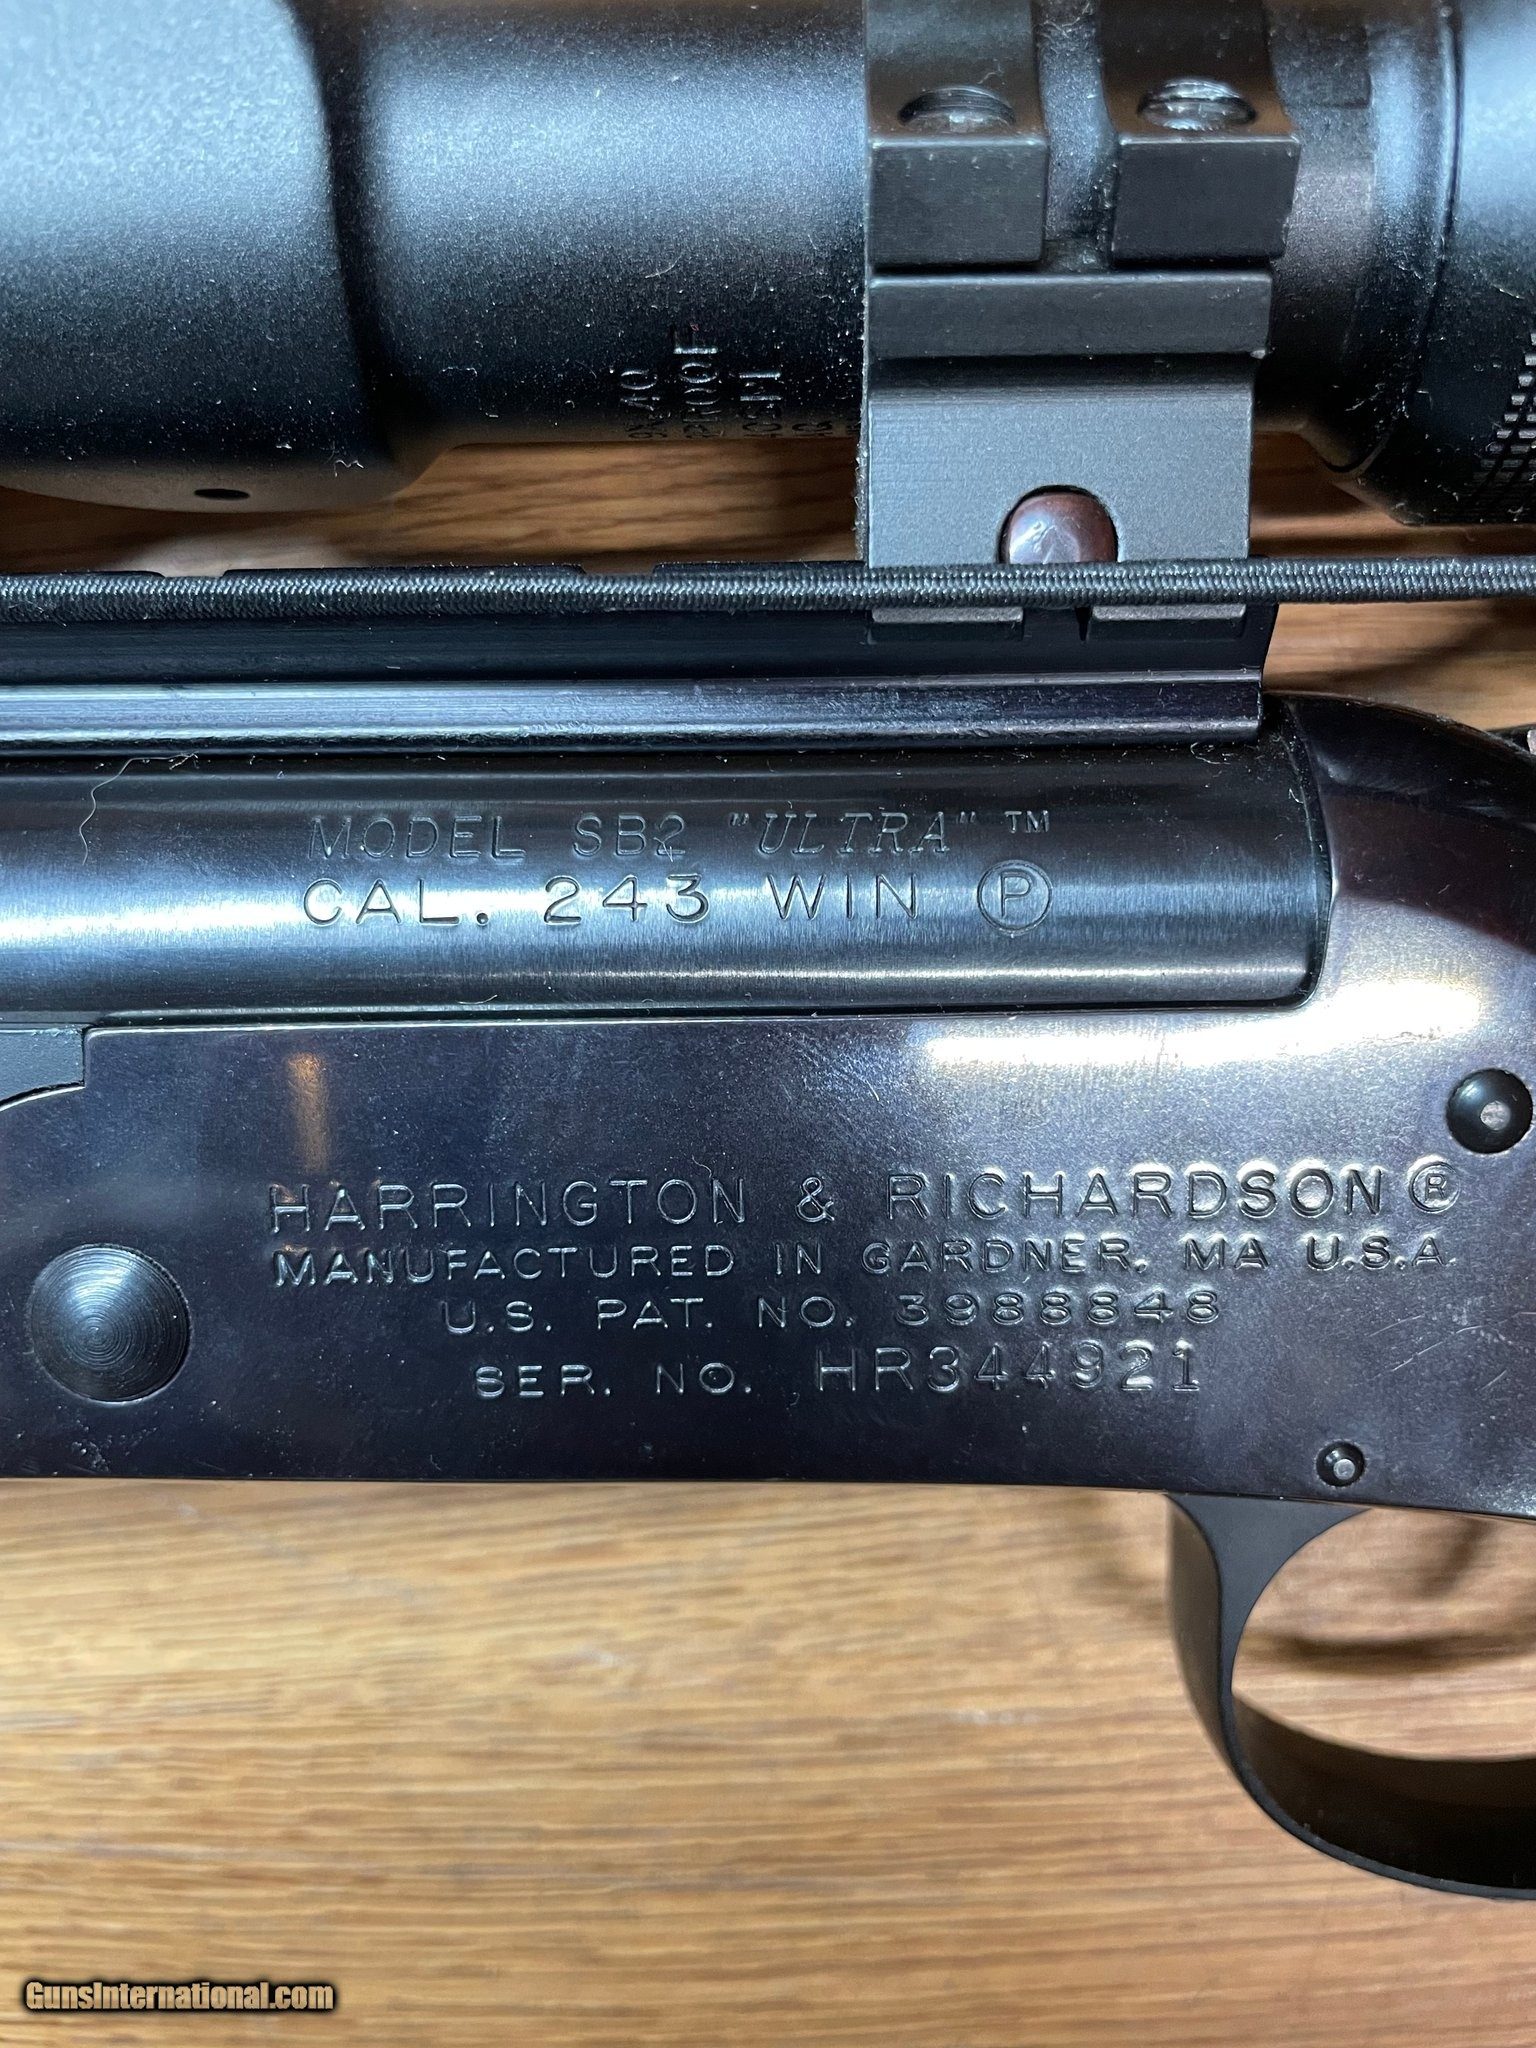 MODEL SB2 "ULTRA" ™
CAL. 243 WIN Ⓟ
HARRINGTON & RICHARDSON ®
MANUFACTURED IN GARDNER, MA U.S.A.
U.S. PAT. NO. 3988848
SER. NO. HR344921
GunsInternational.com